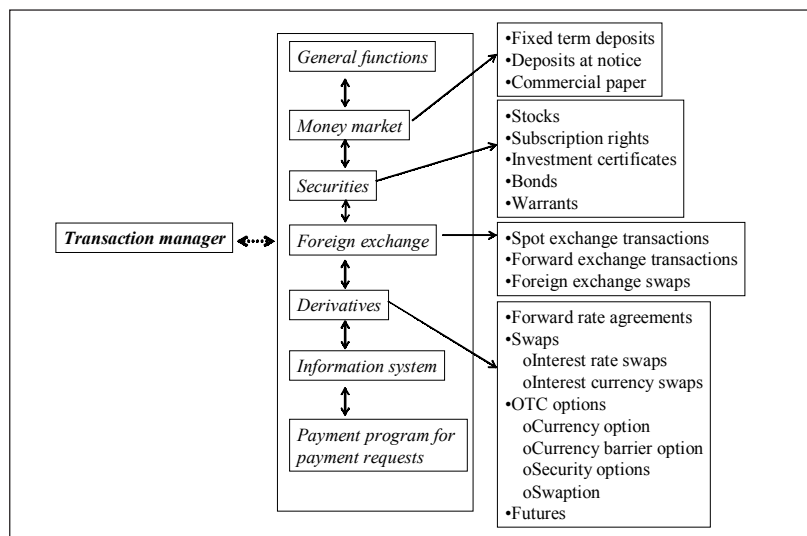 General functions
Money market
Securities
Transaction manager
Foreign exchange
Derivatives
Information system
Payment program for
payment requests
•Fixed term deposits
•Deposits at notice
•Commercial paper
•Stocks
•Subscription rights
•Investment certificates
•Bonds
•Warrants
•Spot exchange transactions
•Forward exchange transactions
•Foreign exchange swaps
•Forward rate agreements
•Swaps
oInterest rate swaps
oInterest currency swaps
•OTC options
oCurrency option
oCurrency barrier option
oSecurity options
oSwaption
•Futures